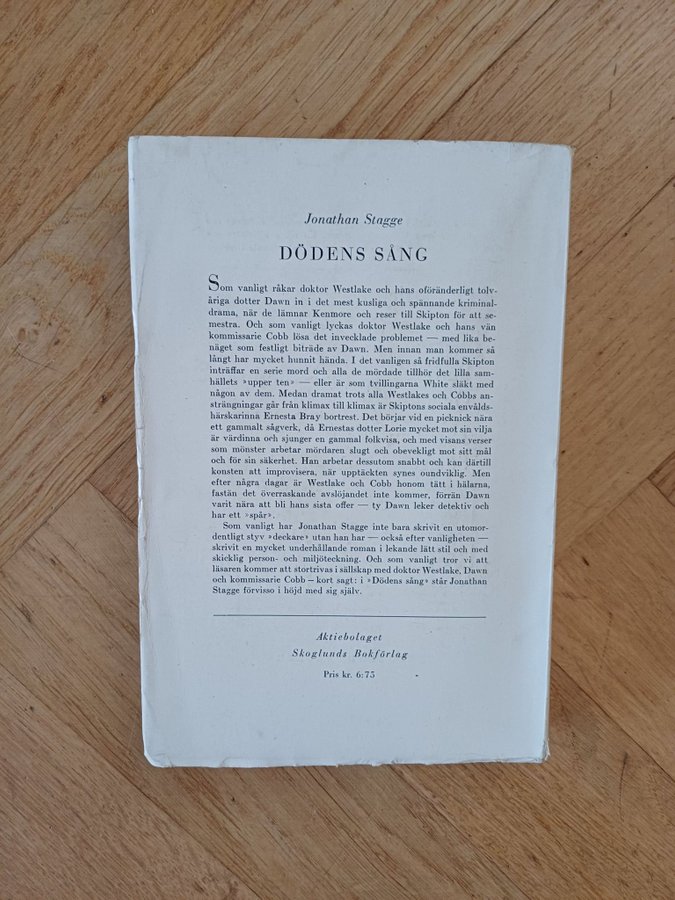 Jonathan Stagge
DÖDENS SÅNG
Som vanligt råkar doktor Westlake och hans oföränderligt tolv-
åriga dotter Dawn in i det mest kusliga och spännande kriminal-
drama, när de lämnar Kenmore och reser till Skipton för att se-
mestra. Och som vanligt lyckas doktor Westlake och hans vän
kommissarie Cobb lösa det invecklade problemet — med lika be-
näget som festligt biträde av Dawn. Men innan man kommer så
långt har mycket hunnit hända. I det vanligen så fridfulla Skipton
inträffar en serie mord och alla de mördade tillhör det lilla sam-
hällets »upper ten» — eller är som tvillingarna White släkt med
någon av dem. Medan dramat trots alla Westlakes och Cobbs an-
strängningar går från klimax till klimax är Skiptons sociala envålds-
härskarinna Ernesta Bray bortrest. Det börjar vid en picknick nära
ett gammalt sågverk, då Ernestas dotter Lorie mycket mot sin vilja
är värdinna och sjunger en gammal folkvisa, och med visans verser
som mönster arbetar mördaren slugt och obevekligt mot sitt mål
och för sin säkerhet. Han arbetar dessutom snabbt och kan därtill
konsten att improvisera, när upptäckten synes oundviklig. Men
efter några dagar är Westlake och Cobb honom tätt i hälarna,
fastän det överraskande avslöjandet inte kommer, förrän Dawn
varit nära att bli hans sista offer — ty Dawn leker detektiv och
har ett »spår».
Som vanligt har Jonathan Stagge inte bara skrivit en utomor-
dentligt styv »deckare» utan han har — också efter vanligheten —
skrivit en mycket underhållande roman i lekande lätt stil och med
skicklig person- och miljöteckning. Och som vanligt tror vi att
läsaren kommer att stortrivas i sällskap med doktor Westlake, Dawn
och kommissarie Cobb — kort sagt: i »Dödens sång» står Jonathan
Stagge förvisso i höjd med sig själv.
Aktiebolaget
Skoglunds Bokförlag
Pris kr. 6:75